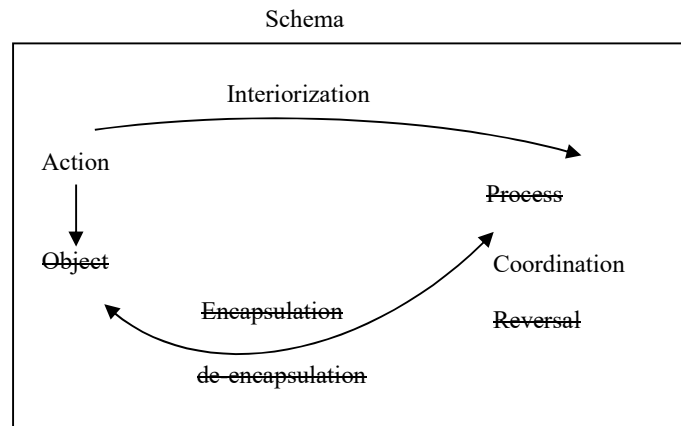 Schema
Interiorization
Action
Process
Object
Coordination
Encapsulation
Reversal
de-encapsulation